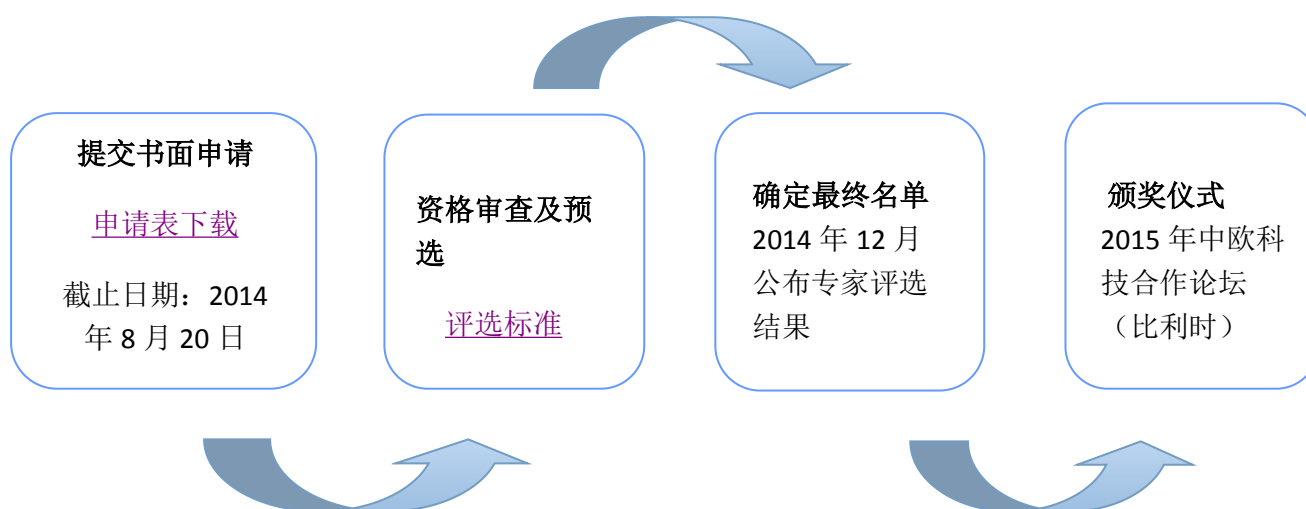 提交书面申请
申请表下载
截止日期：2014
年 8 月 20 日
资格审查及预
选
评选标准
确定最终名单
2014 年 12 月
公布专家评选
结果
颁奖仪式
2015 年中欧科
技合作论坛
（比利时）